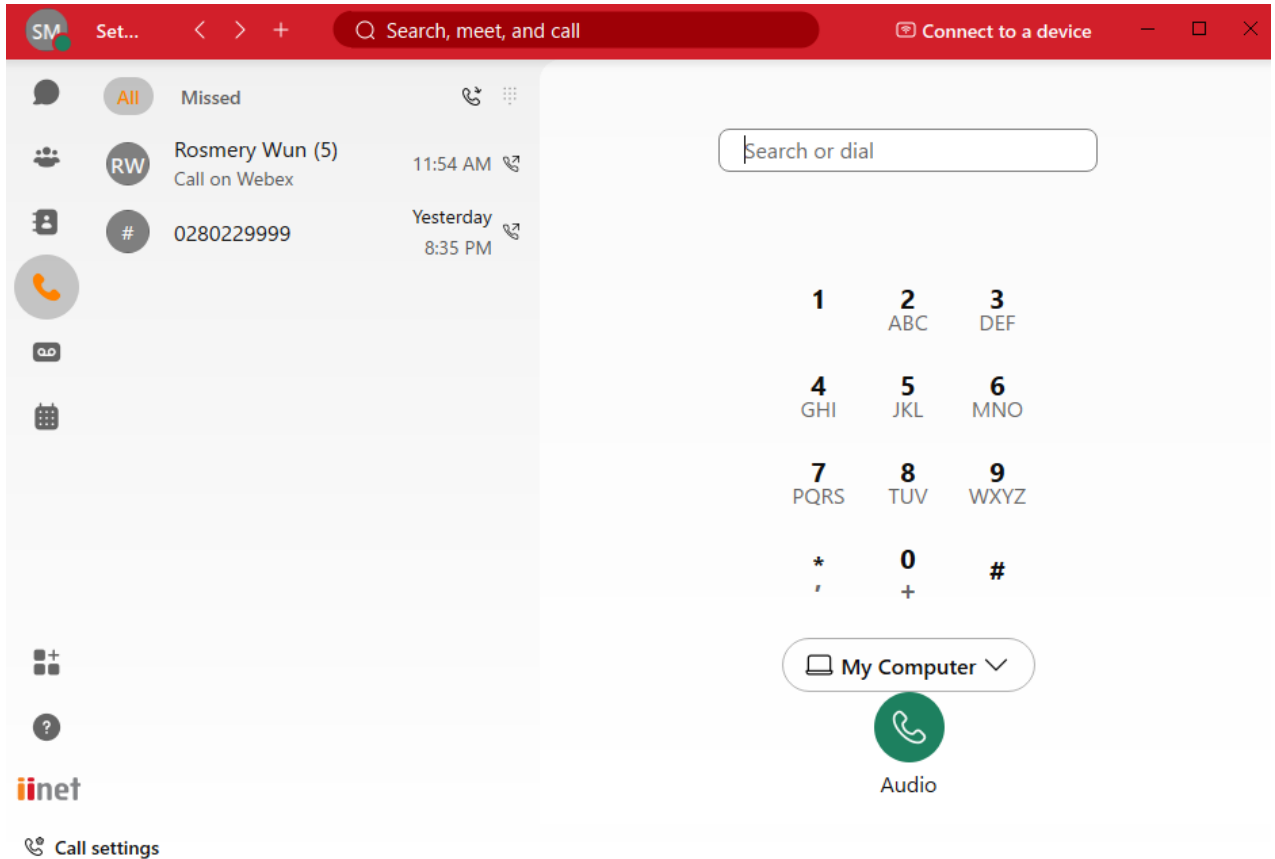 SM Set... Search, meet, and call Connect to a device
All Missed
RW Rosmery Wun (5) 11:54 AM
Call on Webex
# 0280229999 Yesterday
8:35 PM
Search or dial
1 2 3
ABC DEF
4 5 6
GHI JKL MNO
7 8 9
PQRS TUV WXYZ
* 0 #
, +
My Computer
Audio
iinet
Call settings